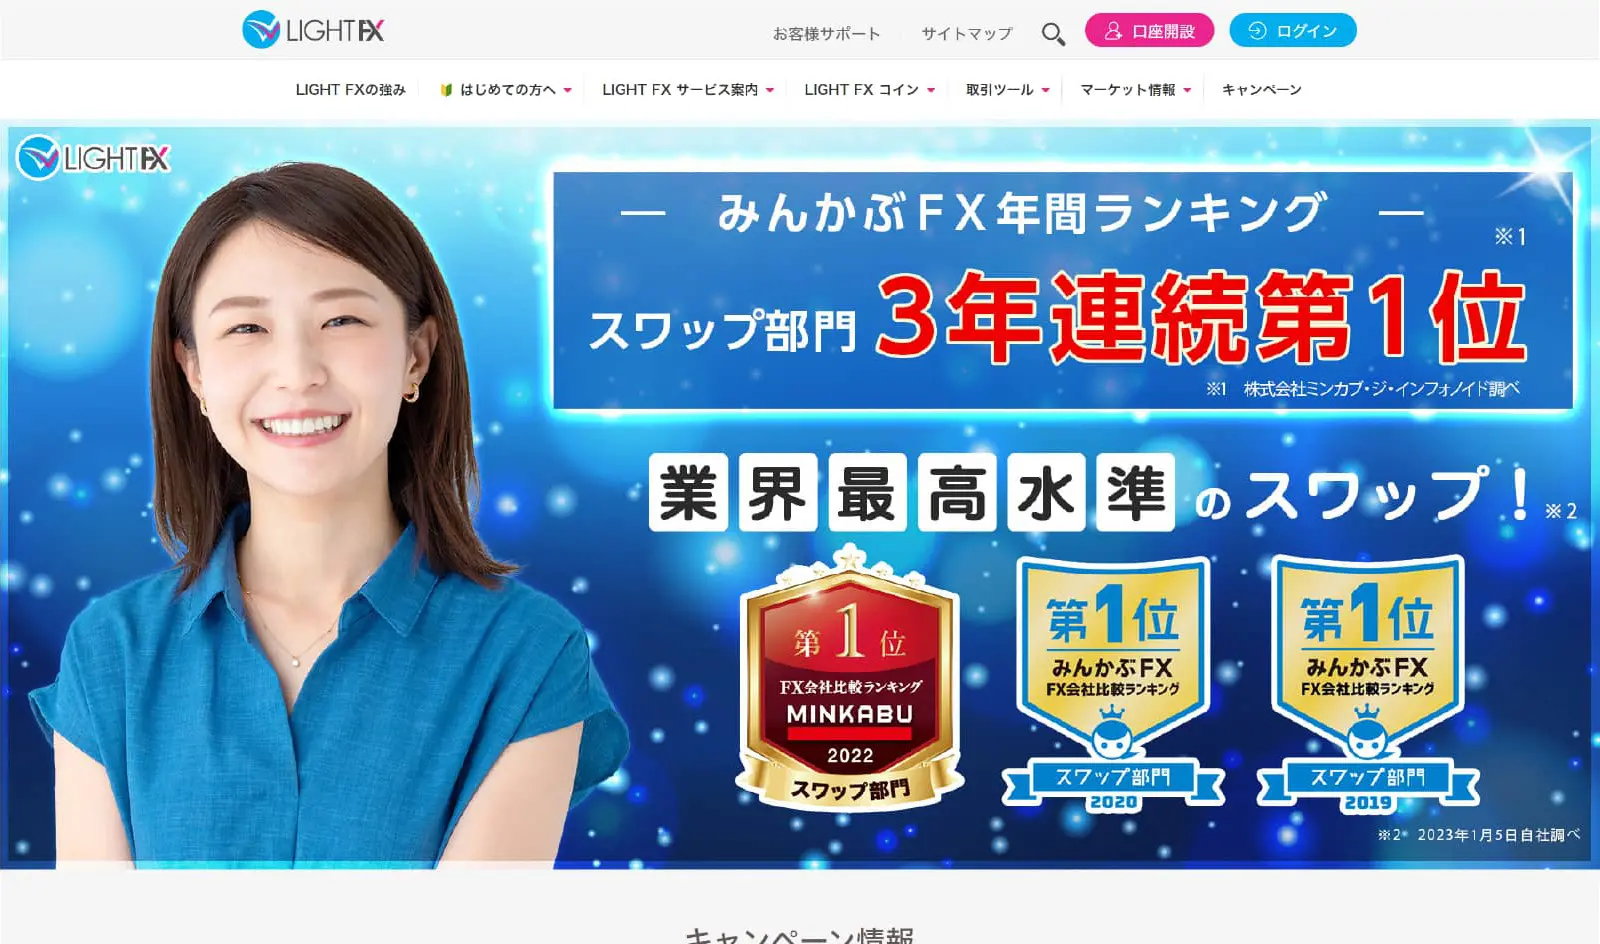 LIGHT FX
お客様サポート
サイトマップ
口座開設
ログイン
LIGHT FXの強み
はじめての方へ
LIGHT FX サービス案内
LIGHT FX コイン
取引ツール
マーケット情報
キャンペーン
LIGHT FX
― みんかぶFX年間ランキング ―
※1
スワップ部門 3年連続第1位
※1 株式会社ミンカブ・ジ・インフォノイド調べ
業界最高水準のスワップ！※2
第1位
FX会社比較ランキング
MINKABU
2022
スワップ部門
第1位
みんかぶFX
FX会社比較ランキング
スワップ部門
2020
第1位
みんかぶFX
FX会社比較ランキング
スワップ部門
2019
※2 2023年1月5日自社調べ
キャンペーン情報